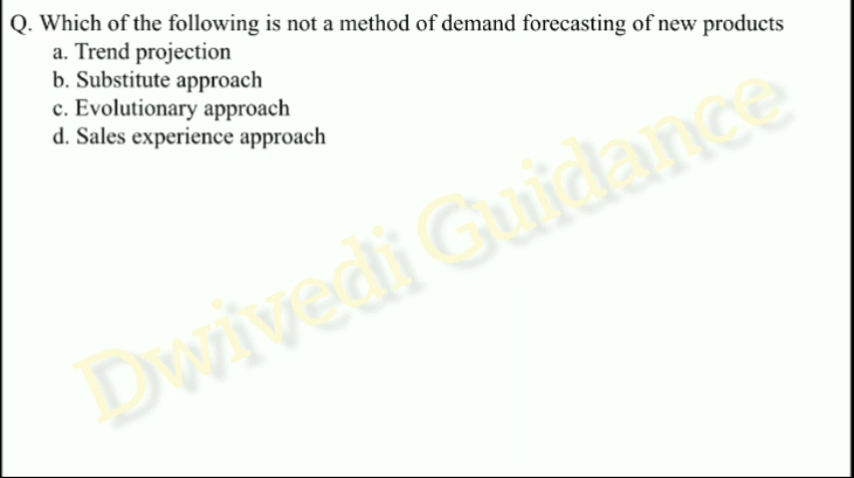 Q. Which of the following is not a method of demand forecasting of new products
a. Trend projection
b. Substitute approach
c. Evolutionary approach
d. Sales experience approach
Dwivedi Guidance